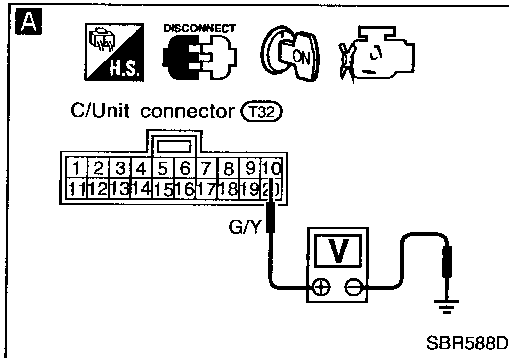 A
DISCONNECT
H.S.
ON
C/Unit connector T32
1 2 3 4 5 6 7 8 9 10
11 12 13 14 15 16 17 18 19 20
G/Y
V
+ −
SBR588D